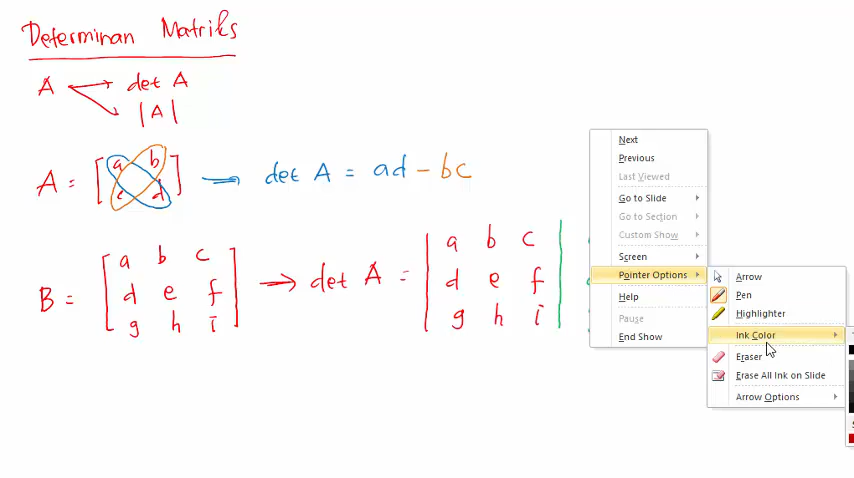 Determinan Matriks
A det A
|A|
A = [ a b
c d ] → det A = ad - bc
B = [ a b c
d e f
g h i ] → det A = | a b c |
| d e f |
| g h i |
Next
Previous
Last Viewed
Go to Slide
Go to Section
Custom Show
Screen
Pointer Options
Help
Pause
End Show
Arrow
Pen
Highlighter
Ink Color
Eraser
Erase All Ink on Slide
Arrow Options